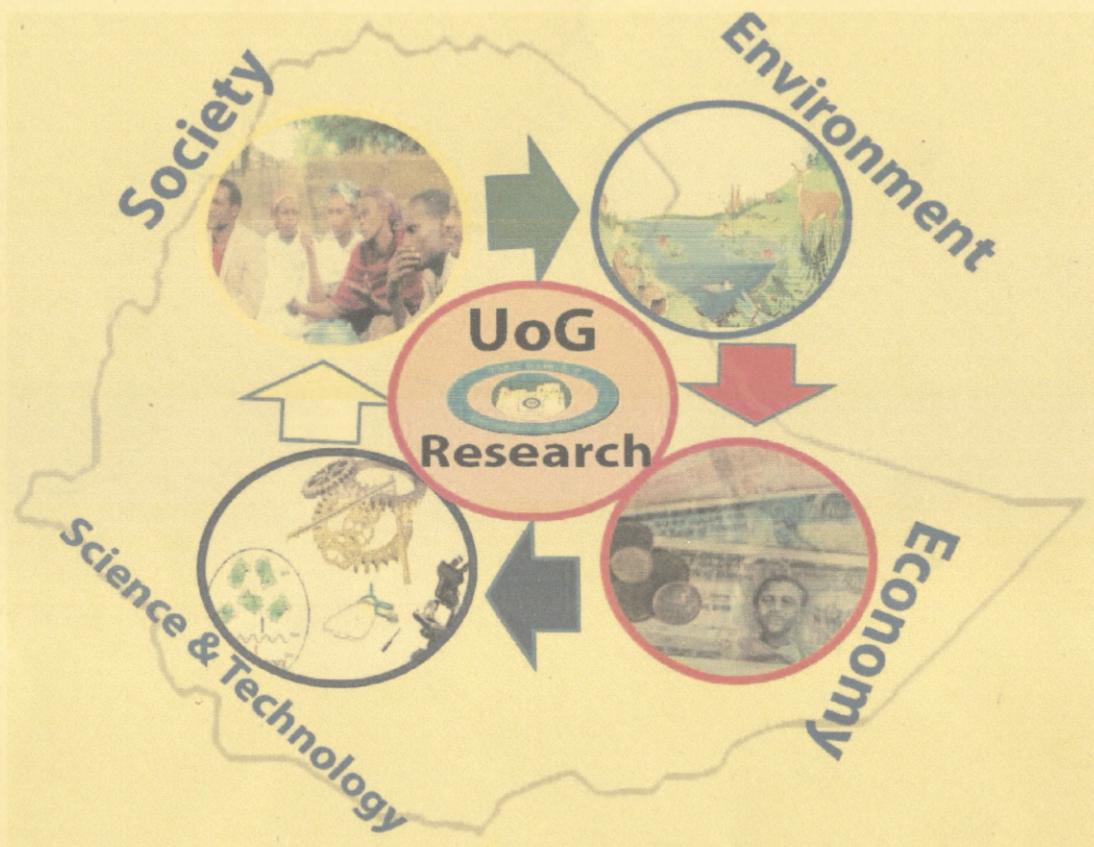 Society
Environment
UoG
Research
Science & Technology
Economy